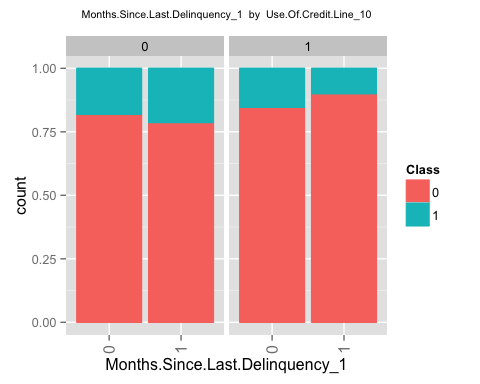 Months.Since.Last.Delinquency_1 by Use.Of.Credit.Line_10
0 1
1.00
0.75
0.50
0.25
0.00
count
0 1 0 1
Months.Since.Last.Delinquency_1
Class
0
1